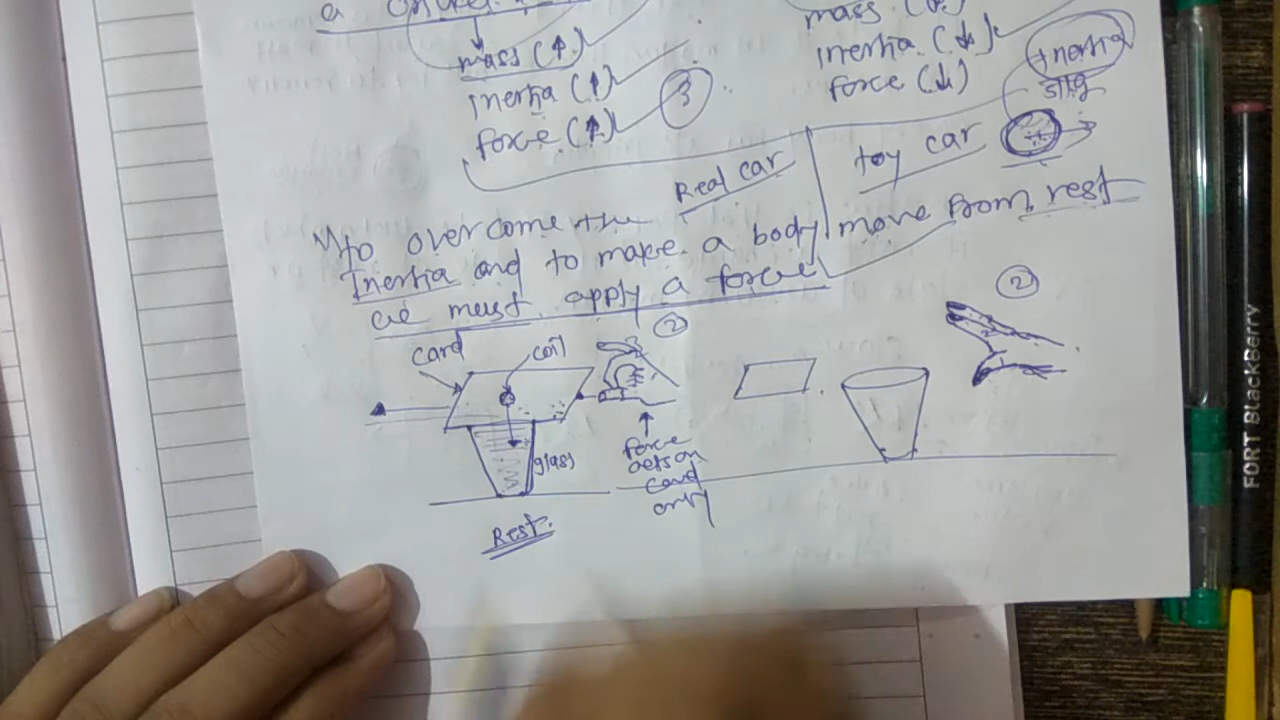 a
mass (↑)
inertia (↑)
force (↑)
3
mass
inertia (↓)
force (↓)
Inertia
Real car
toy car
to overcome the
Inertia and to make a body move from rest
we must apply a force
2
2
card
coil
glass
force
acts on
card
only
Rest.
FORT BlackBerry